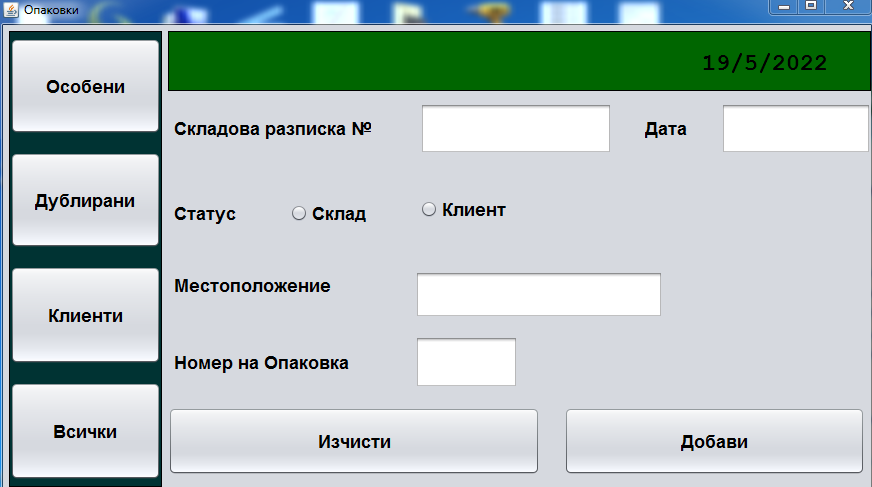 Опаковки
19/5/2022
Особени
Дублирани
Клиенти
Всички
Складова разписка №
Дата
Статус
Склад
Клиент
Местоположение
Номер на Опаковка
Изчисти
Добави